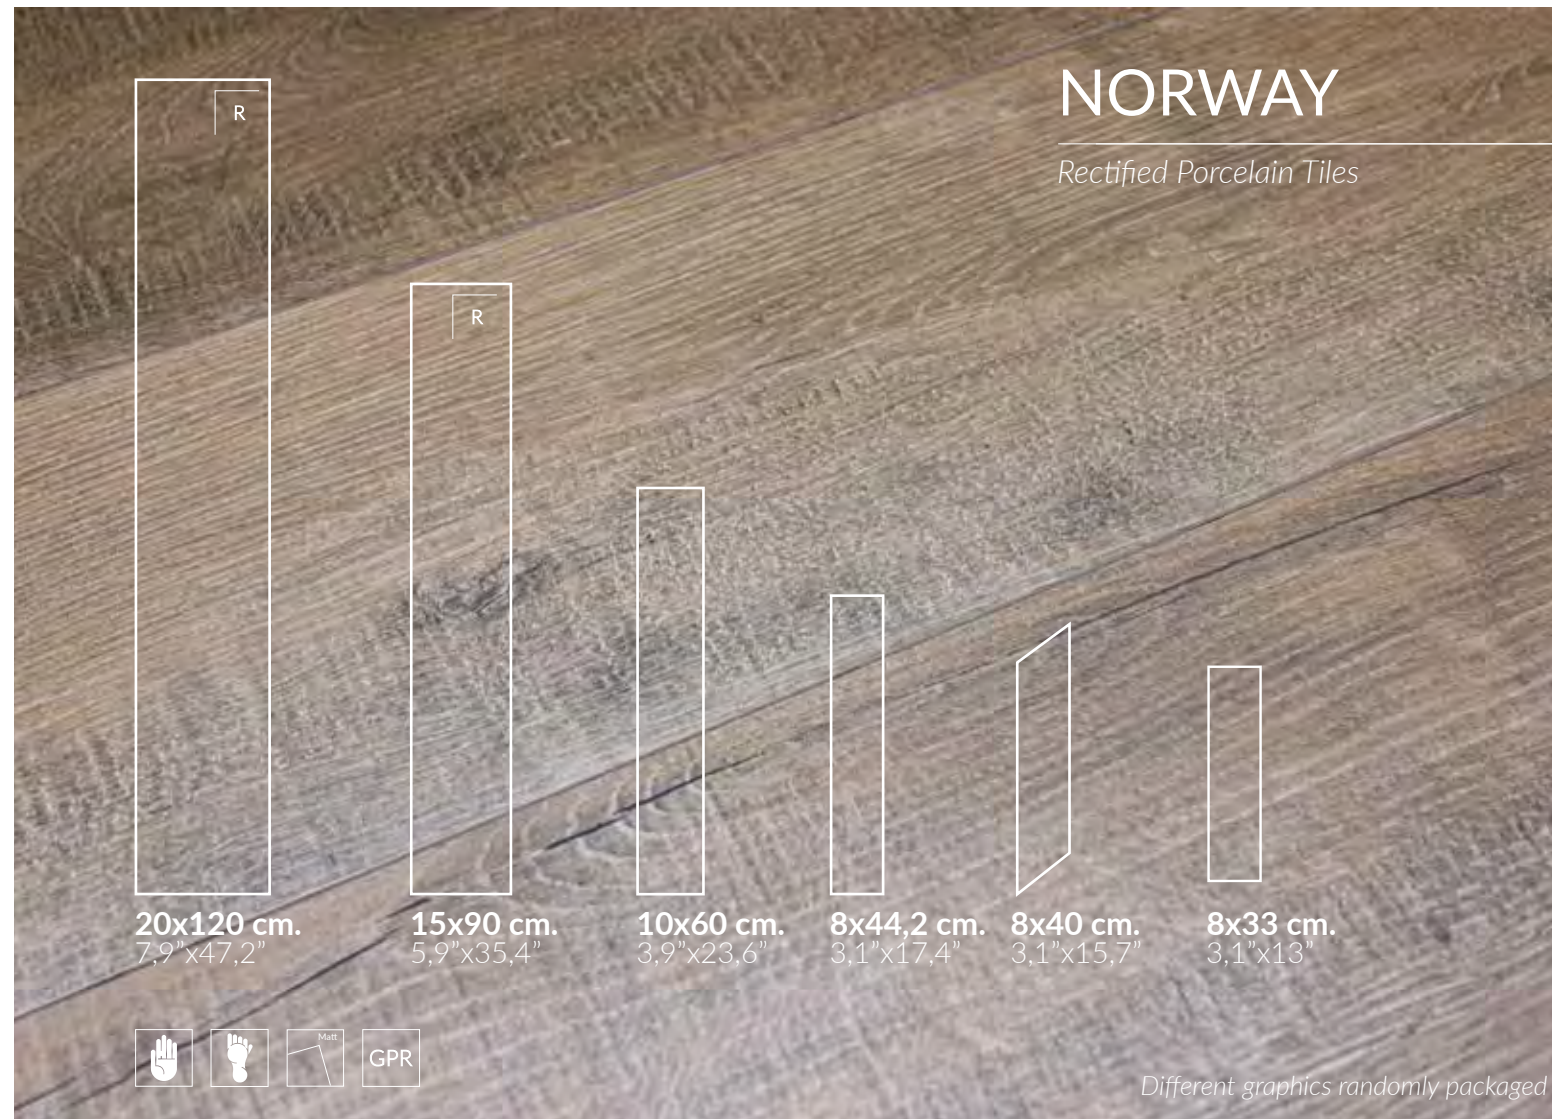 NORWAY
Rectified Porcelain Tiles
R
R
20x120 cm.
7,9”x47,2”
15x90 cm.
5,9”x35,4”
10x60 cm.
3,9”x23,6”
8x44,2 cm.
3,1”x17,4”
8x40 cm.
3,1”x15,7”
8x33 cm.
3,1”x13”
Matt
GPR
Different graphics randomly packaged